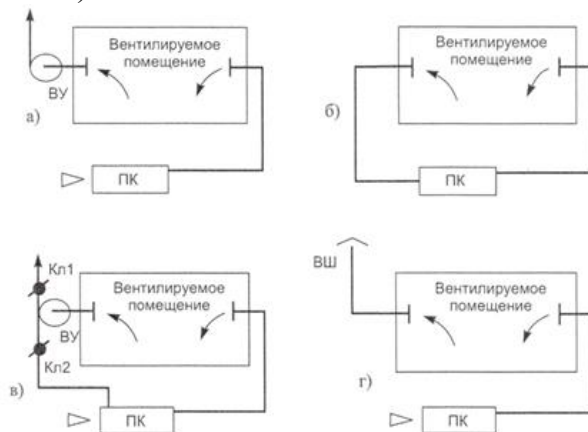 Вентилируемое
помещение
ВУ
а)
ПК
Вентилируемое
помещение
б)
ПК
Кл1
Вентилируемое
помещение
ВУ
Кл2
в)
ПК
ВШ
Вентилируемое
помещение
г)
ПК